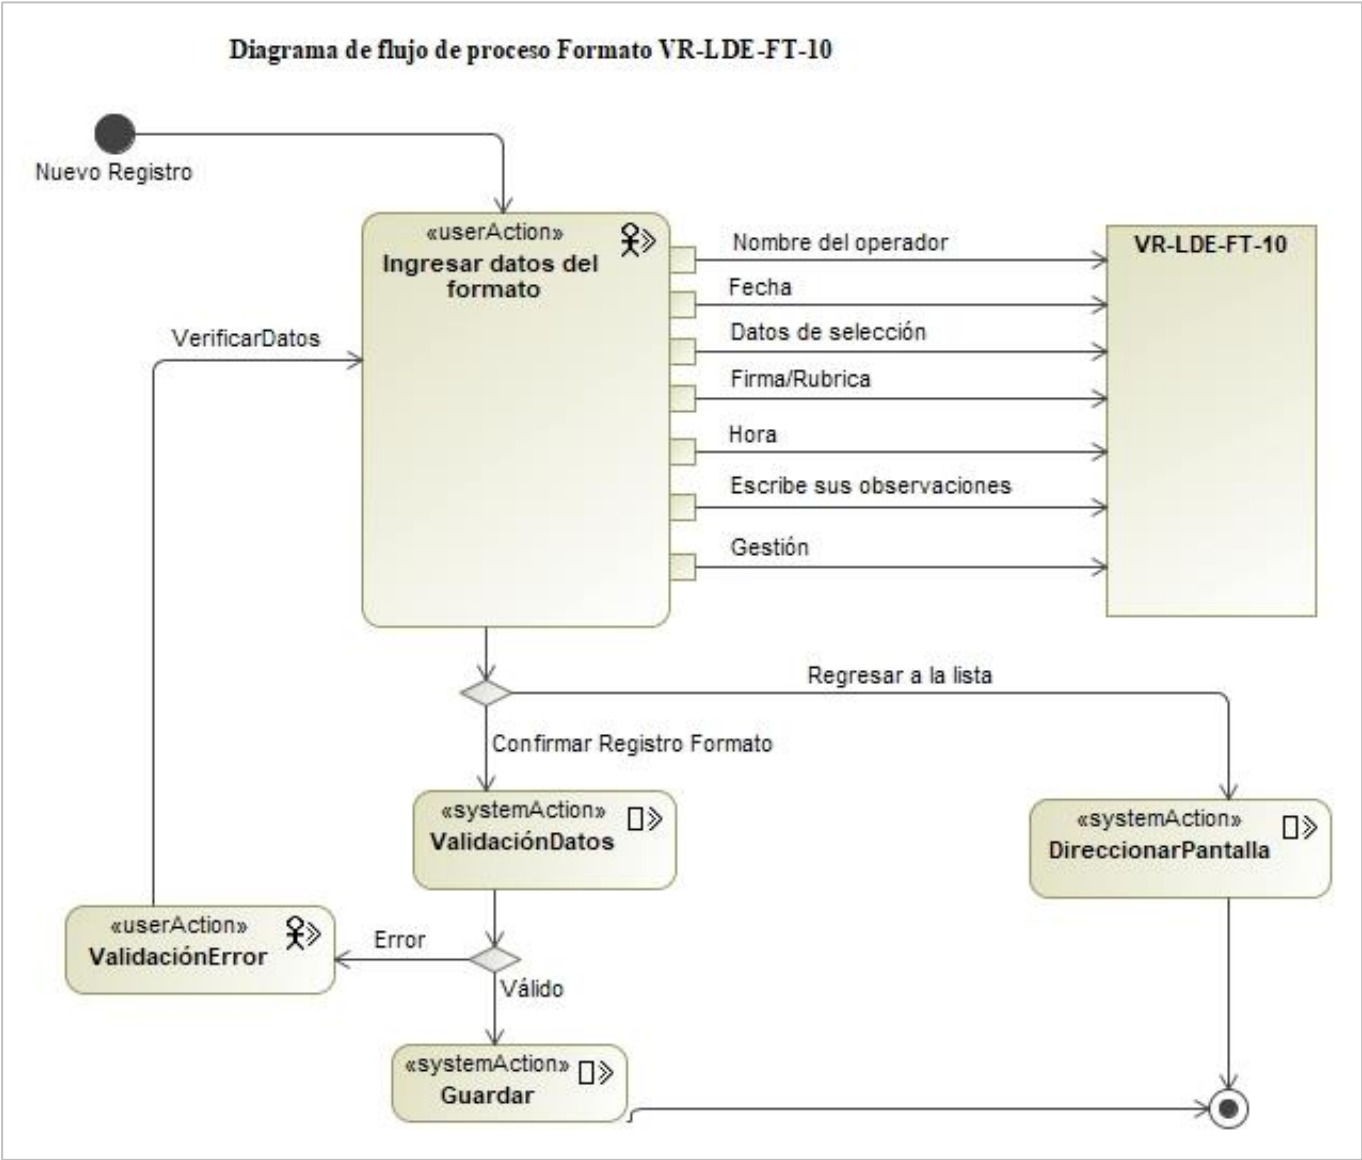 Diagrama de flujo de proceso Formato VR-LDE-FT-10
Nuevo Registro
«userAction»
Ingresar datos del
formato
Nombre del operador
Fecha
Datos de selección
Firma/Rubrica
Hora
Escribe sus observaciones
Gestión
VR-LDE-FT-10
VerificarDatos
Regresar a la lista
Confirmar Registro Formato
«systemAction»
ValidaciónDatos
«systemAction»
DireccionarPantalla
«userAction»
ValidaciónError
Error
Válido
«systemAction»
Guardar